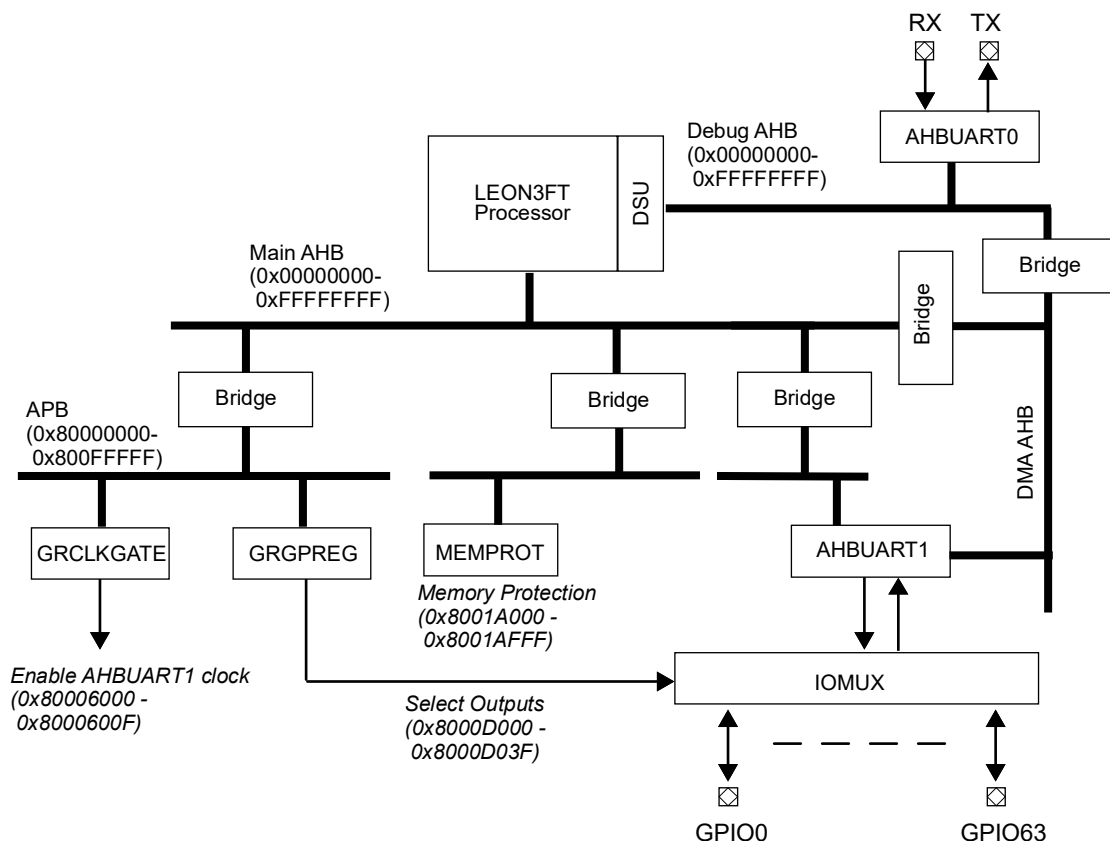 RX TX
AHBUART0
Debug AHB
(0x00000000-
0xFFFFFFFF)
LEON3FT
Processor
DSU
Main AHB
(0x00000000-
0xFFFFFFFF)
Bridge
Bridge
Bridge
Bridge
Bridge
APB
(0x80000000-
0x800FFFFF)
DMA AHB
GRCLKGATE
GRGPREG
MEMPROT
AHBUART1
Memory Protection
(0x8001A000 -
0x8001AFFF)
Enable AHBUART1 clock
(0x80006000 -
0x8000600F)
IOMUX
Select Outputs
(0x8000D000 -
0x8000D03F)
GPIO0
GPIO63